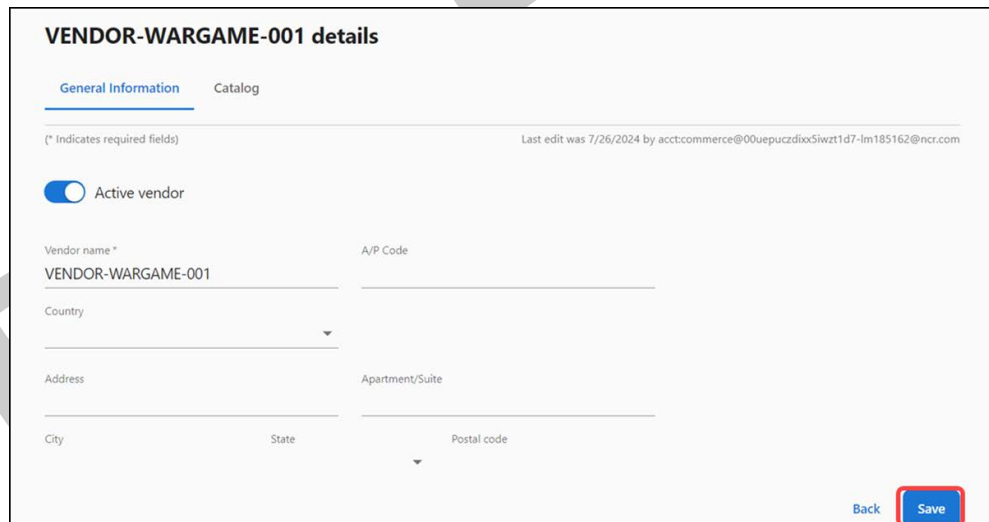 VENDOR-WARGAME-001 details
General Information Catalog
(* Indicates required fields) Last edit was 7/26/2024 by acct:commerce@00uepuczdixx5iwzt1d7-lm185162@ncr.com
Active vendor
Vendor name * A/P Code
VENDOR-WARGAME-001
Country
Address Apartment/Suite
City State Postal code
Back Save